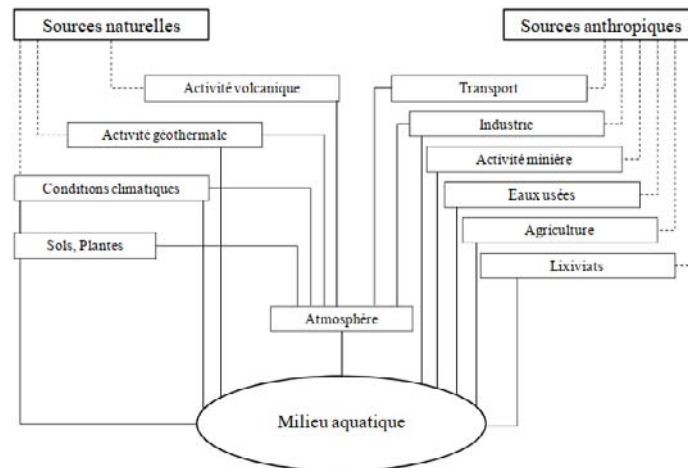 Sources naturelles
Sources anthropiques
Activité volcanique
Transport
Industrie
Activité géothermale
Activité minière
Conditions climatiques
Eaux usées
Agriculture
Sols, Plantes
Lixiviats
Atmosphère
Milieu aquatique